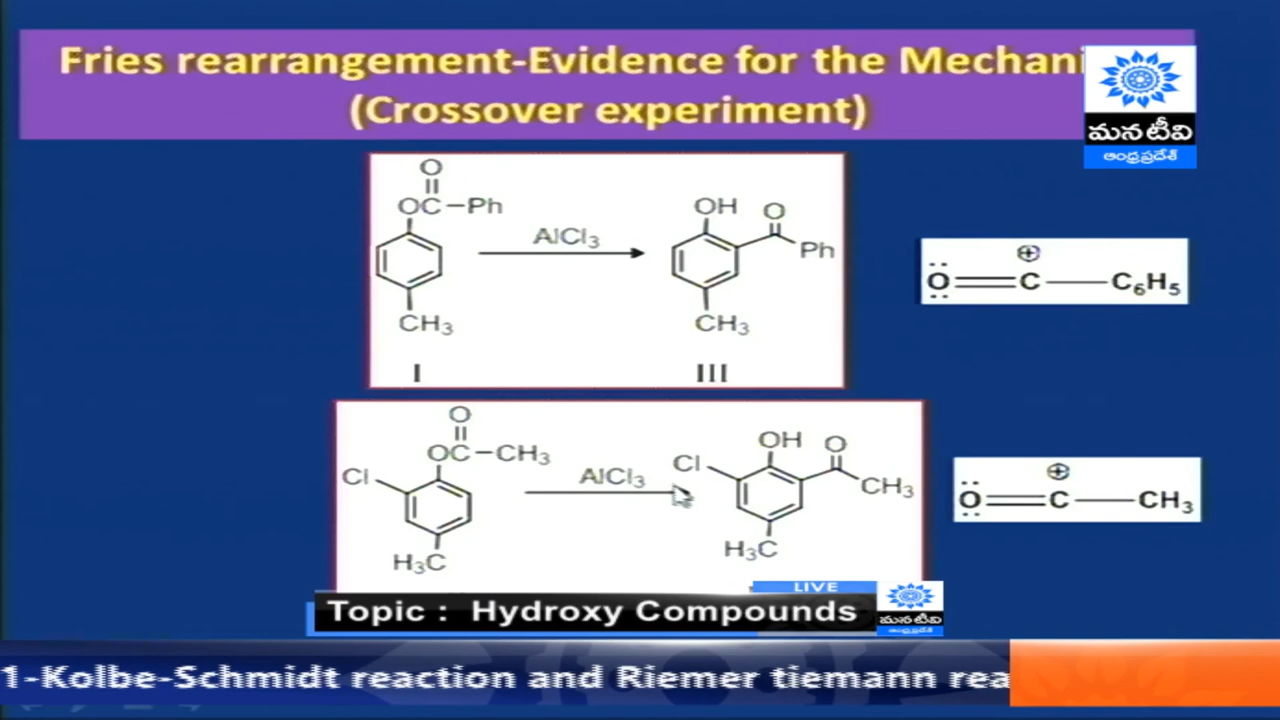 Fries rearrangement-Evidence for the Mechani
(Crossover experiment)
మన టీవి
ఆంధ్రప్రదేశ్
O
OC-Ph
AlCl3
CH3
I
OH
O
Ph
CH3
III
O=C-C6H5
O
OC-CH3
Cl
H3C
AlCl3
OH
O
Cl
CH3
H3C
O=C-CH3
LIVE
Topic : Hydroxy Compounds
మన టీవి
ఆంధ్రప్రదేశ్
1-Kolbe-Schmidt reaction and Riemer tiemann rea